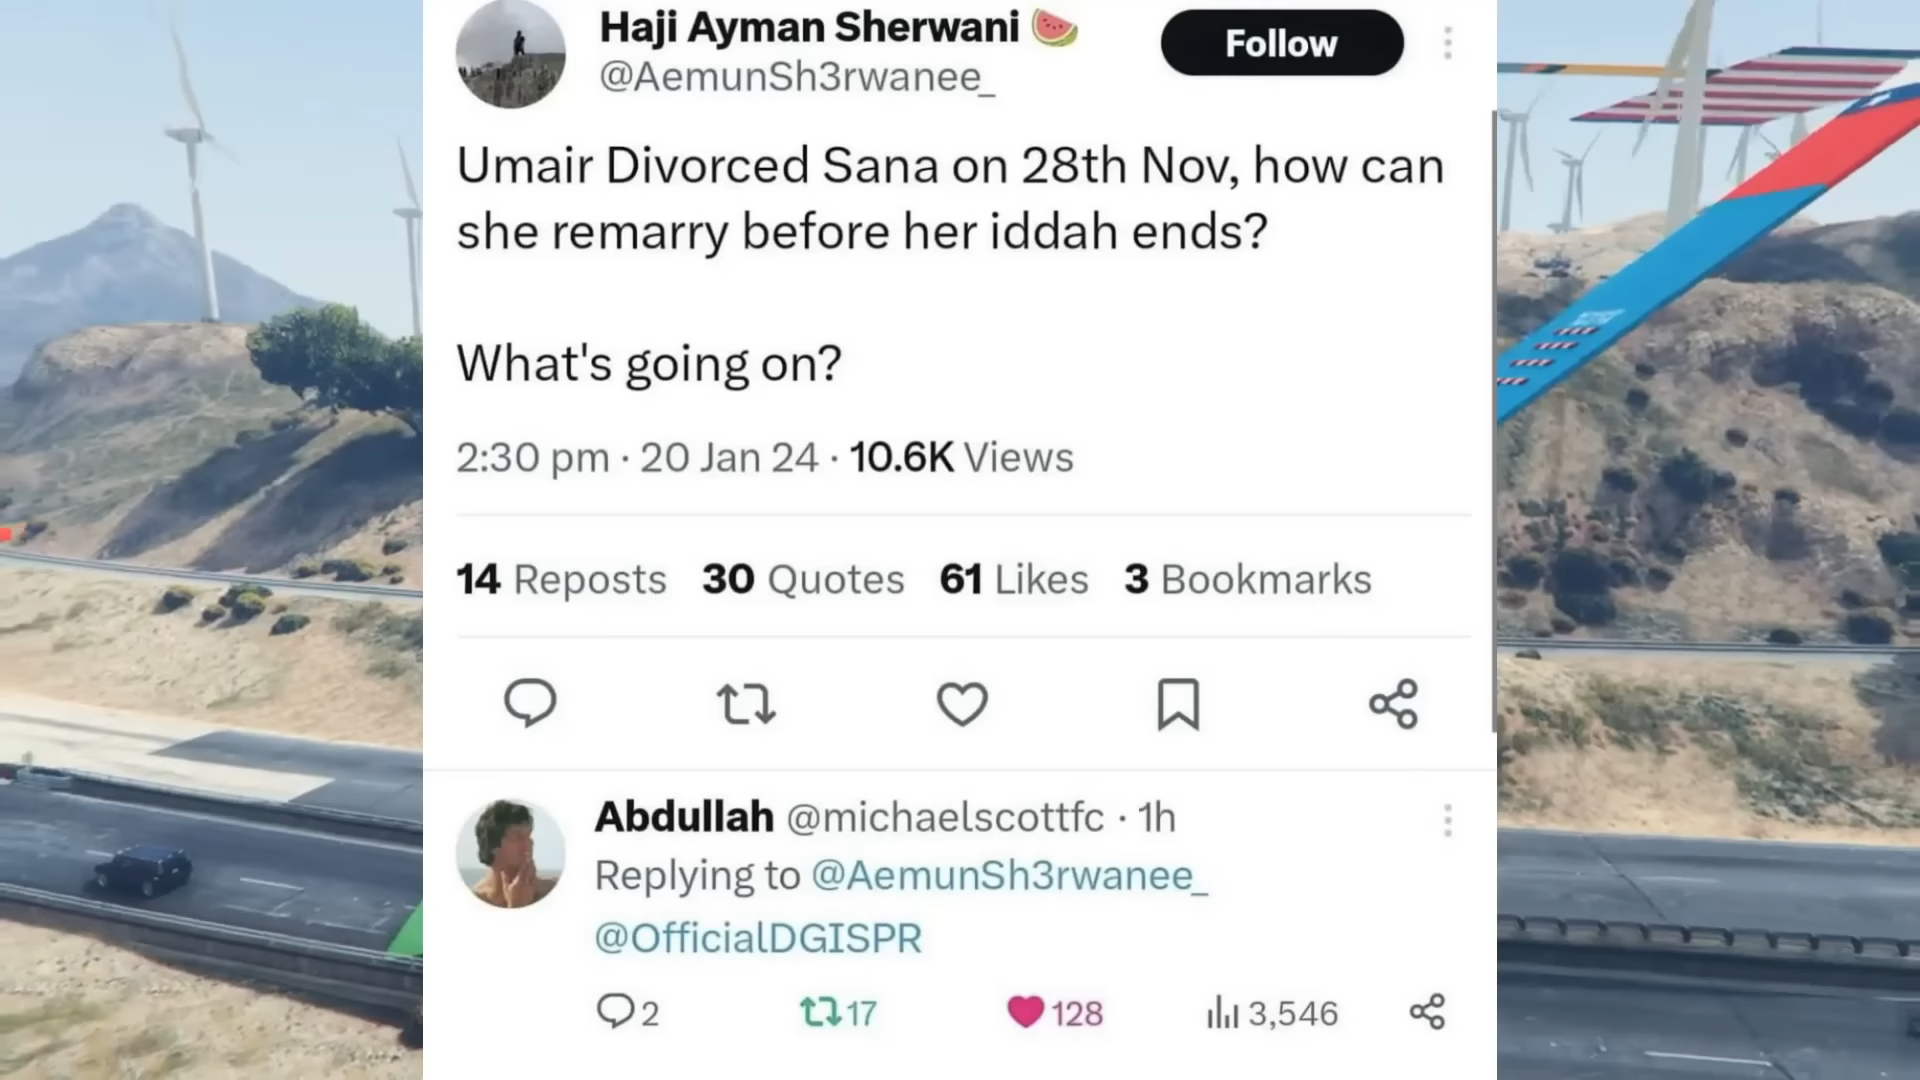 Haji Ayman Sherwani 🍉
Follow
@AemunSh3rwanee_
Umair Divorced Sana on 28th Nov, how can
she remarry before her iddah ends?
What's going on?
2:30 pm · 20 Jan 24 · 10.6K Views
14 Reposts 30 Quotes 61 Likes 3 Bookmarks
Abdullah @michaelscottfc · 1h
Replying to @AemunSh3rwanee_
@OfficialDGISPR
2 17 128 3,546